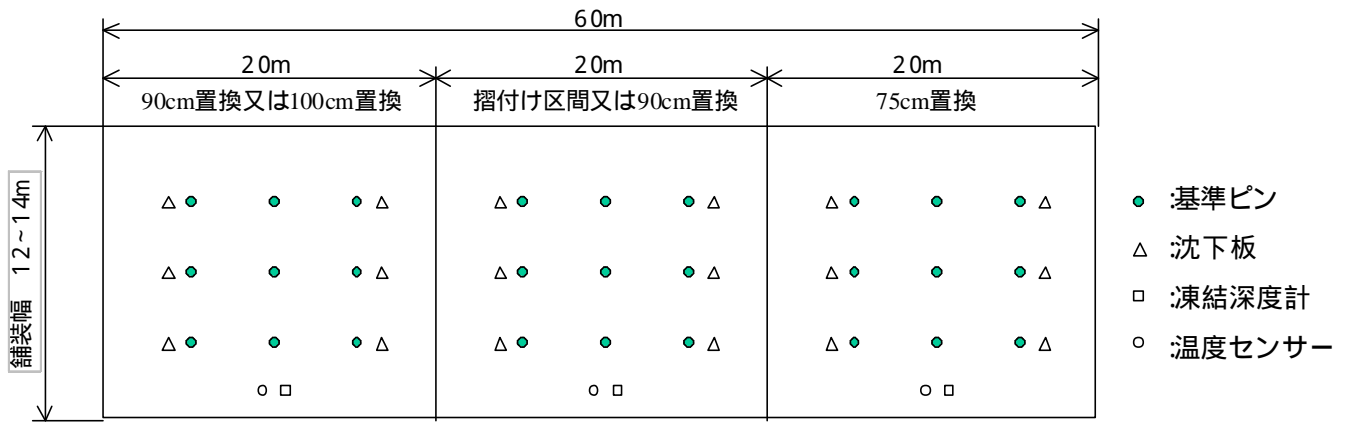 60m
20m 20m 20m
90cm置換又は100cm置換 摺付け区間又は90cm置換 75cm置換
舗装幅 12~14m
:基準ピン
:沈下板
:凍結深度計
:温度センサー